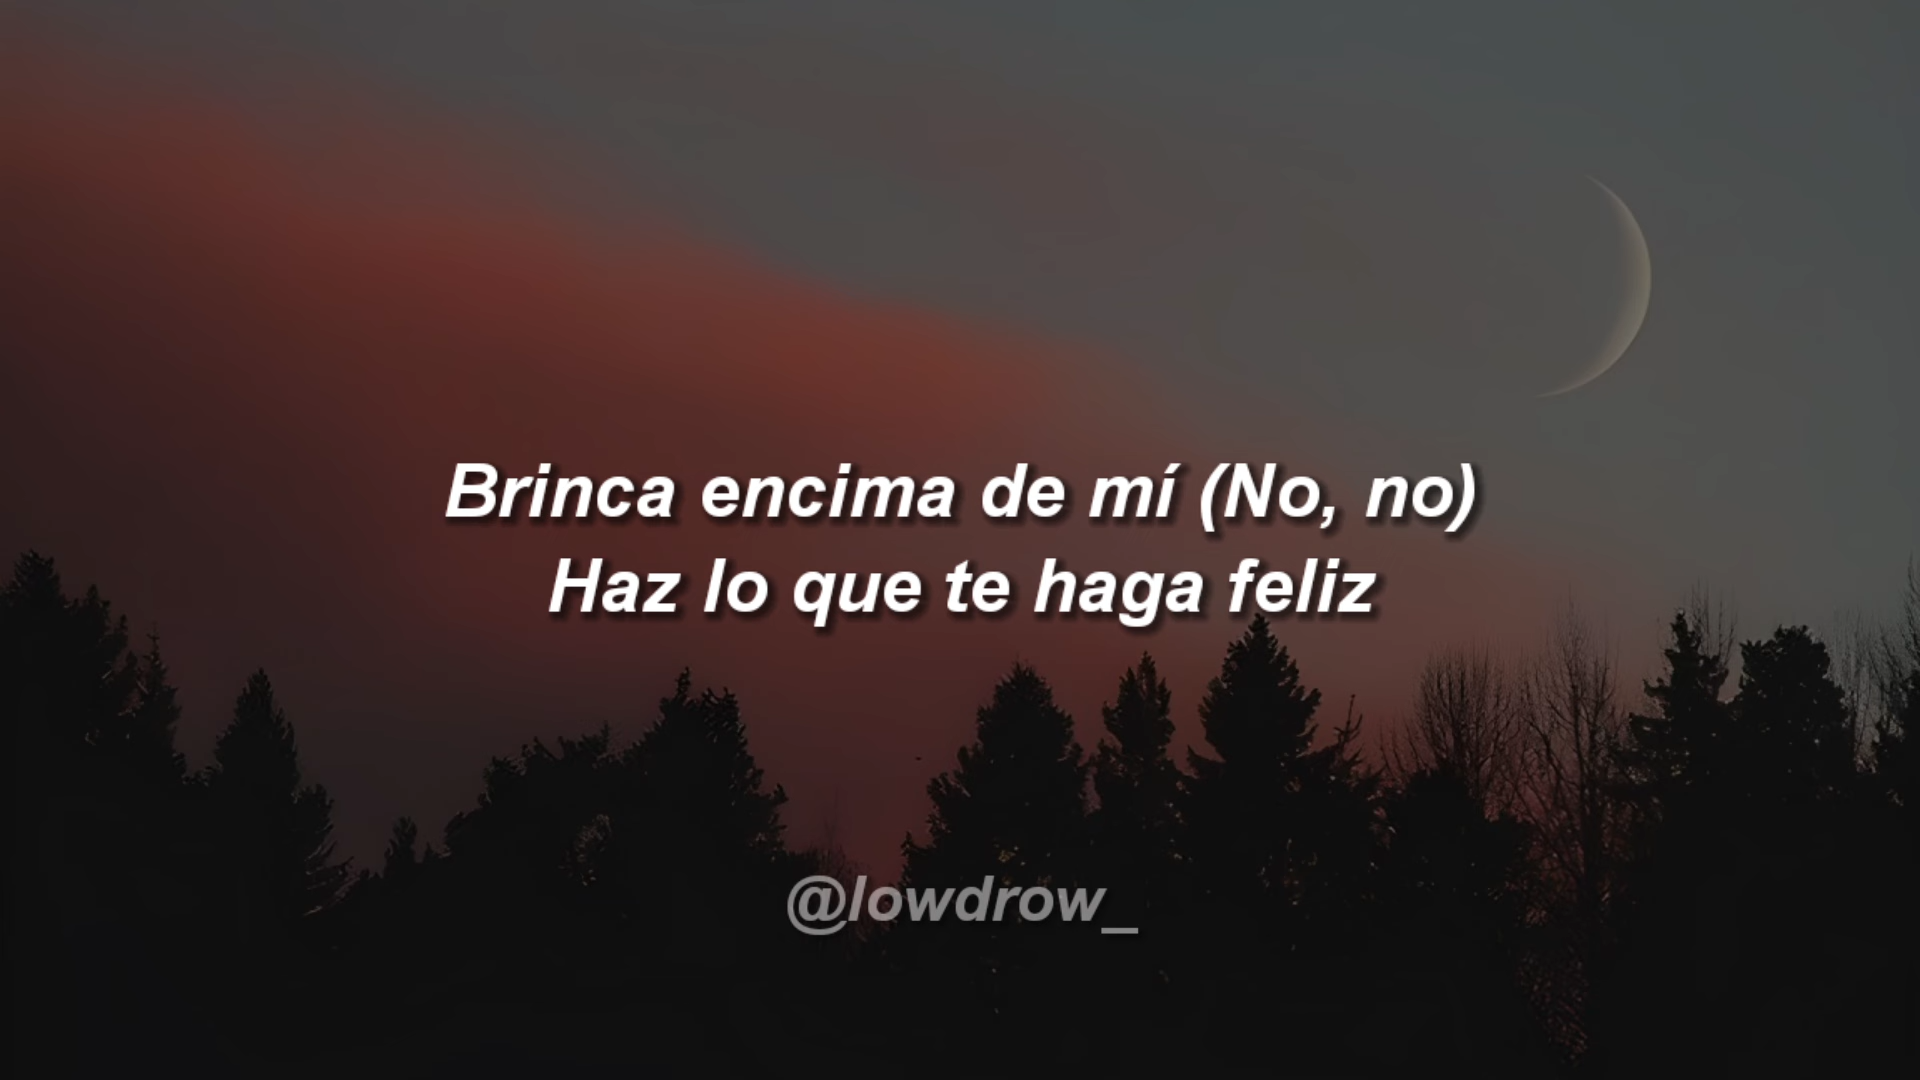 Brinca encima de mí (No, no)
Haz lo que te haga feliz
@lowdrow_